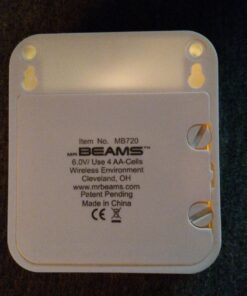 Item No. MB720
MR BEAMS™
6.0V/ Use 4 AA-Cells
Wireless Environment
Cleveland, OH
www.mrbeams.com
Patent Pending
Made in China
CE